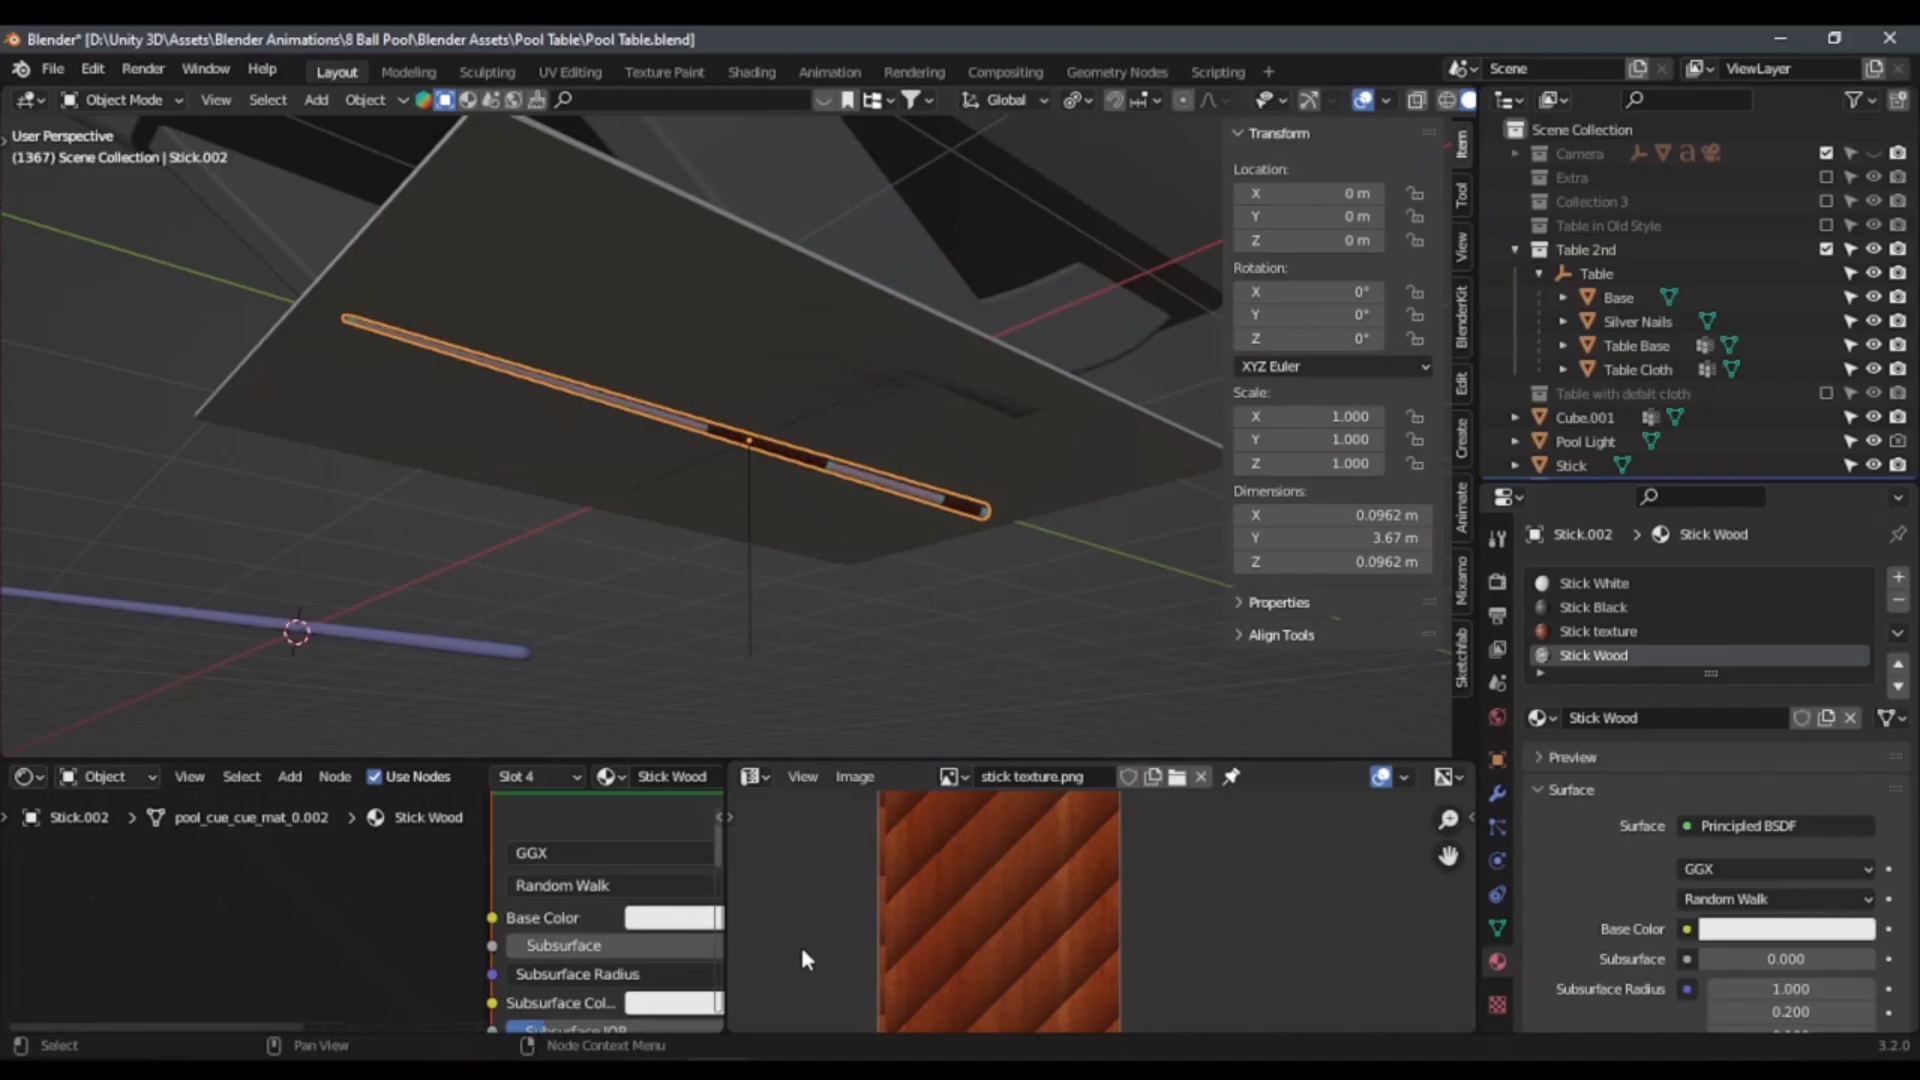 Blender* [D:\Unity 3D\Assets\Blender Animations\8 Ball Pool\Blender Assets\Pool Table\Pool Table.blend]
File Edit Render Window Help Layout Modeling Sculpting UV Editing Texture Paint Shading Animation Rendering Compositing Geometry Nodes Scripting + Scene ViewLayer
Object Mode View Select Add Object Global
User Perspective
(1367) Scene Collection | Stick.002
Transform
Location:
X 0 m
Y 0 m
Z 0 m
Rotation:
X 0°
Y 0°
Z 0°
XYZ Euler
Scale:
X 1.000
Y 1.000
Z 1.000
Dimensions:
X 0.0962 m
Y 3.67 m
Z 0.0962 m
Properties
Align Tools
Item
Tool
View
BlenderKit
Edit
Create
Animate
Mixamo
Sketchfab
Scene Collection
Camera
Extra
Collection 3
Table in Old Style
Table 2nd
Table
Base
Silver Nails
Table Base
Table Cloth
Table with defalt cloth
Cube.001
Pool Light
Stick
Stick.002 > Stick Wood
Stick White
Stick Black
Stick texture
Stick Wood
Stick Wood
Preview
Surface
Surface Principled BSDF
GGX
Random Walk
Base Color
Subsurface 0.000
Subsurface Radius 1.000
0.200
Object View Select Add Node Use Nodes Slot 4 Stick Wood
Stick.002 > pool_cue_cue_mat_0.002 > Stick Wood
GGX
Random Walk
Base Color
Subsurface
Subsurface Radius
Subsurface Col...
Subsurface IOR
View Image stick texture.png
Select Pan View Node Context Menu 3.2.0